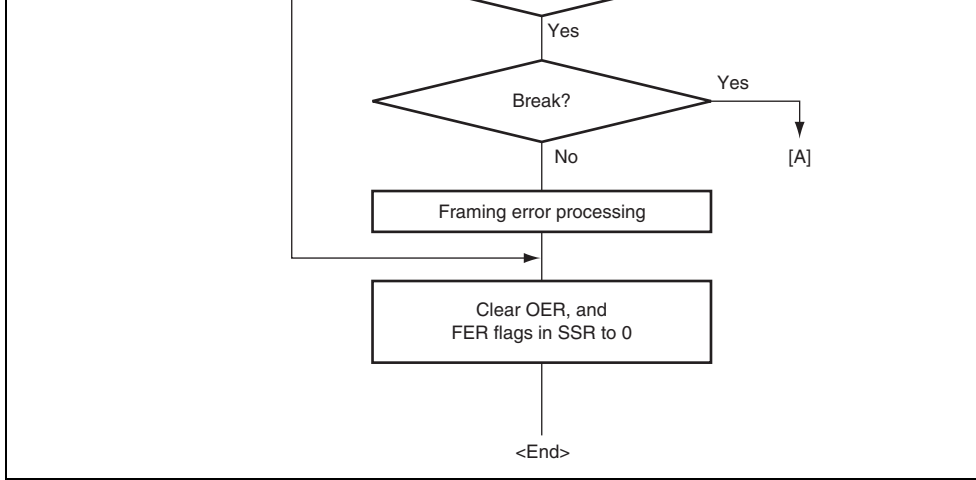 Yes
Yes
Break?
No
[A]
Framing error processing
Clear OER, and
FER flags in SSR to 0
<End>